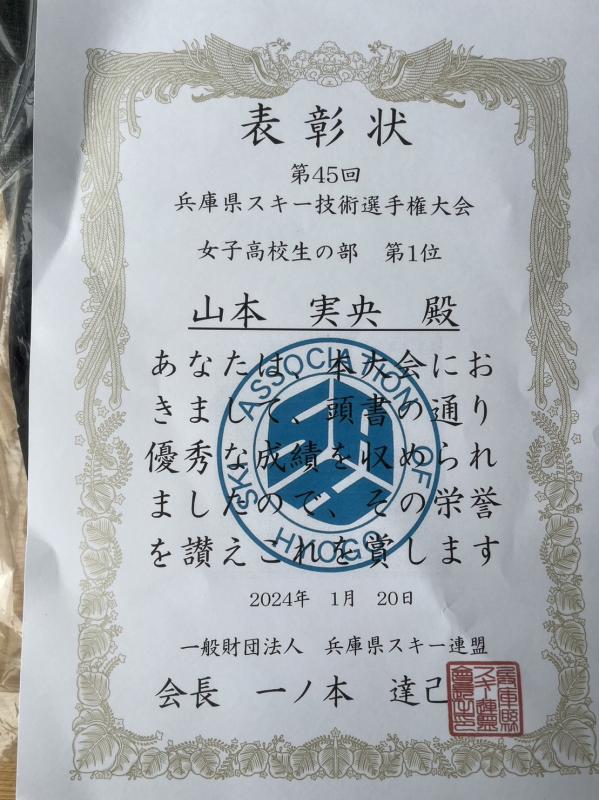 表彰状
第45回
兵庫県スキー技術選手権大会
女子高校生の部　第1位
山本　実央　殿
あなたは、本大会にお
きまして、頭書の通り
優秀な成績を収められ
ましたので、その栄誉
を讃えこれを賞します
SKI ASSOCIATION OF HYOGO
2024年　1月　20日
一般財団法人　兵庫県スキー連盟
会長　一ノ本　達己